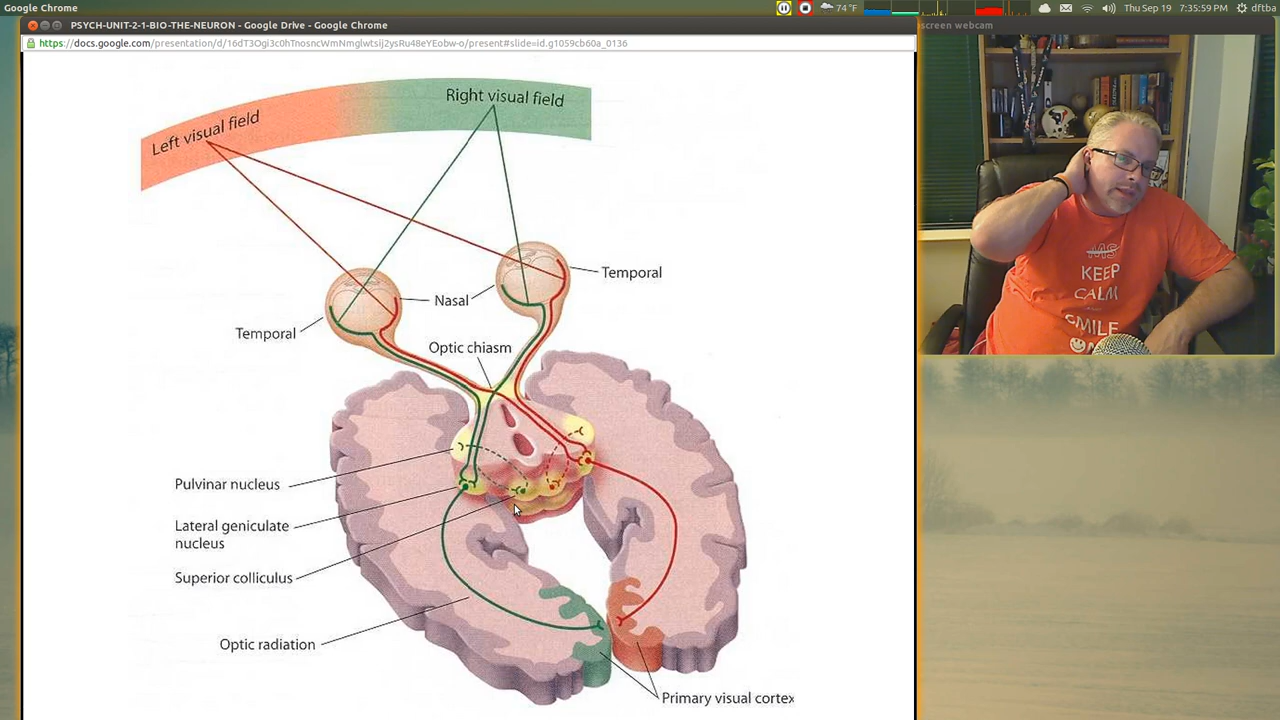 Google Chrome
74 °F
Thu Sep 19
7:35:59 PM
dftba
PSYCH-UNIT-2-1-BIO-THE-NEURON - Google Drive - Google Chrome
screen webcam
Left visual field
Right visual field
Temporal
Nasal
Temporal
Optic chiasm
Pulvinar nucleus
Lateral geniculate
nucleus
Superior colliculus
Optic radiation
Primary visual cortex
KEEP
CALM
SMILE